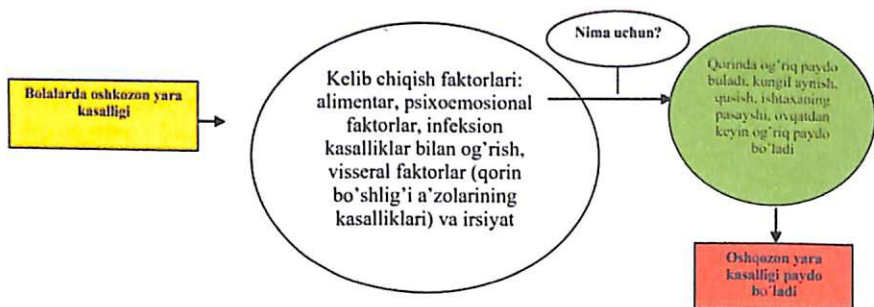 Bolalarda oshkozon yara
kasalligi
Kelib chiqish faktorlari:
alimentar, psixoemosional
faktorlar, infeksion
kasalliklar bilan og’rish,
visseral faktorlar (qorin
bo’shlig’i a’zolarining
kasalliklari) va irsiyat
Nima uchun?
Qorinda og’riq paydo
buladi, kungil aynish,
qusish, ishtaxaning
pasayshi, ovqatdan
keyin og’riq paydo
bo’ladi
Oshqozon yara
kasalligi paydo
bo’ladi